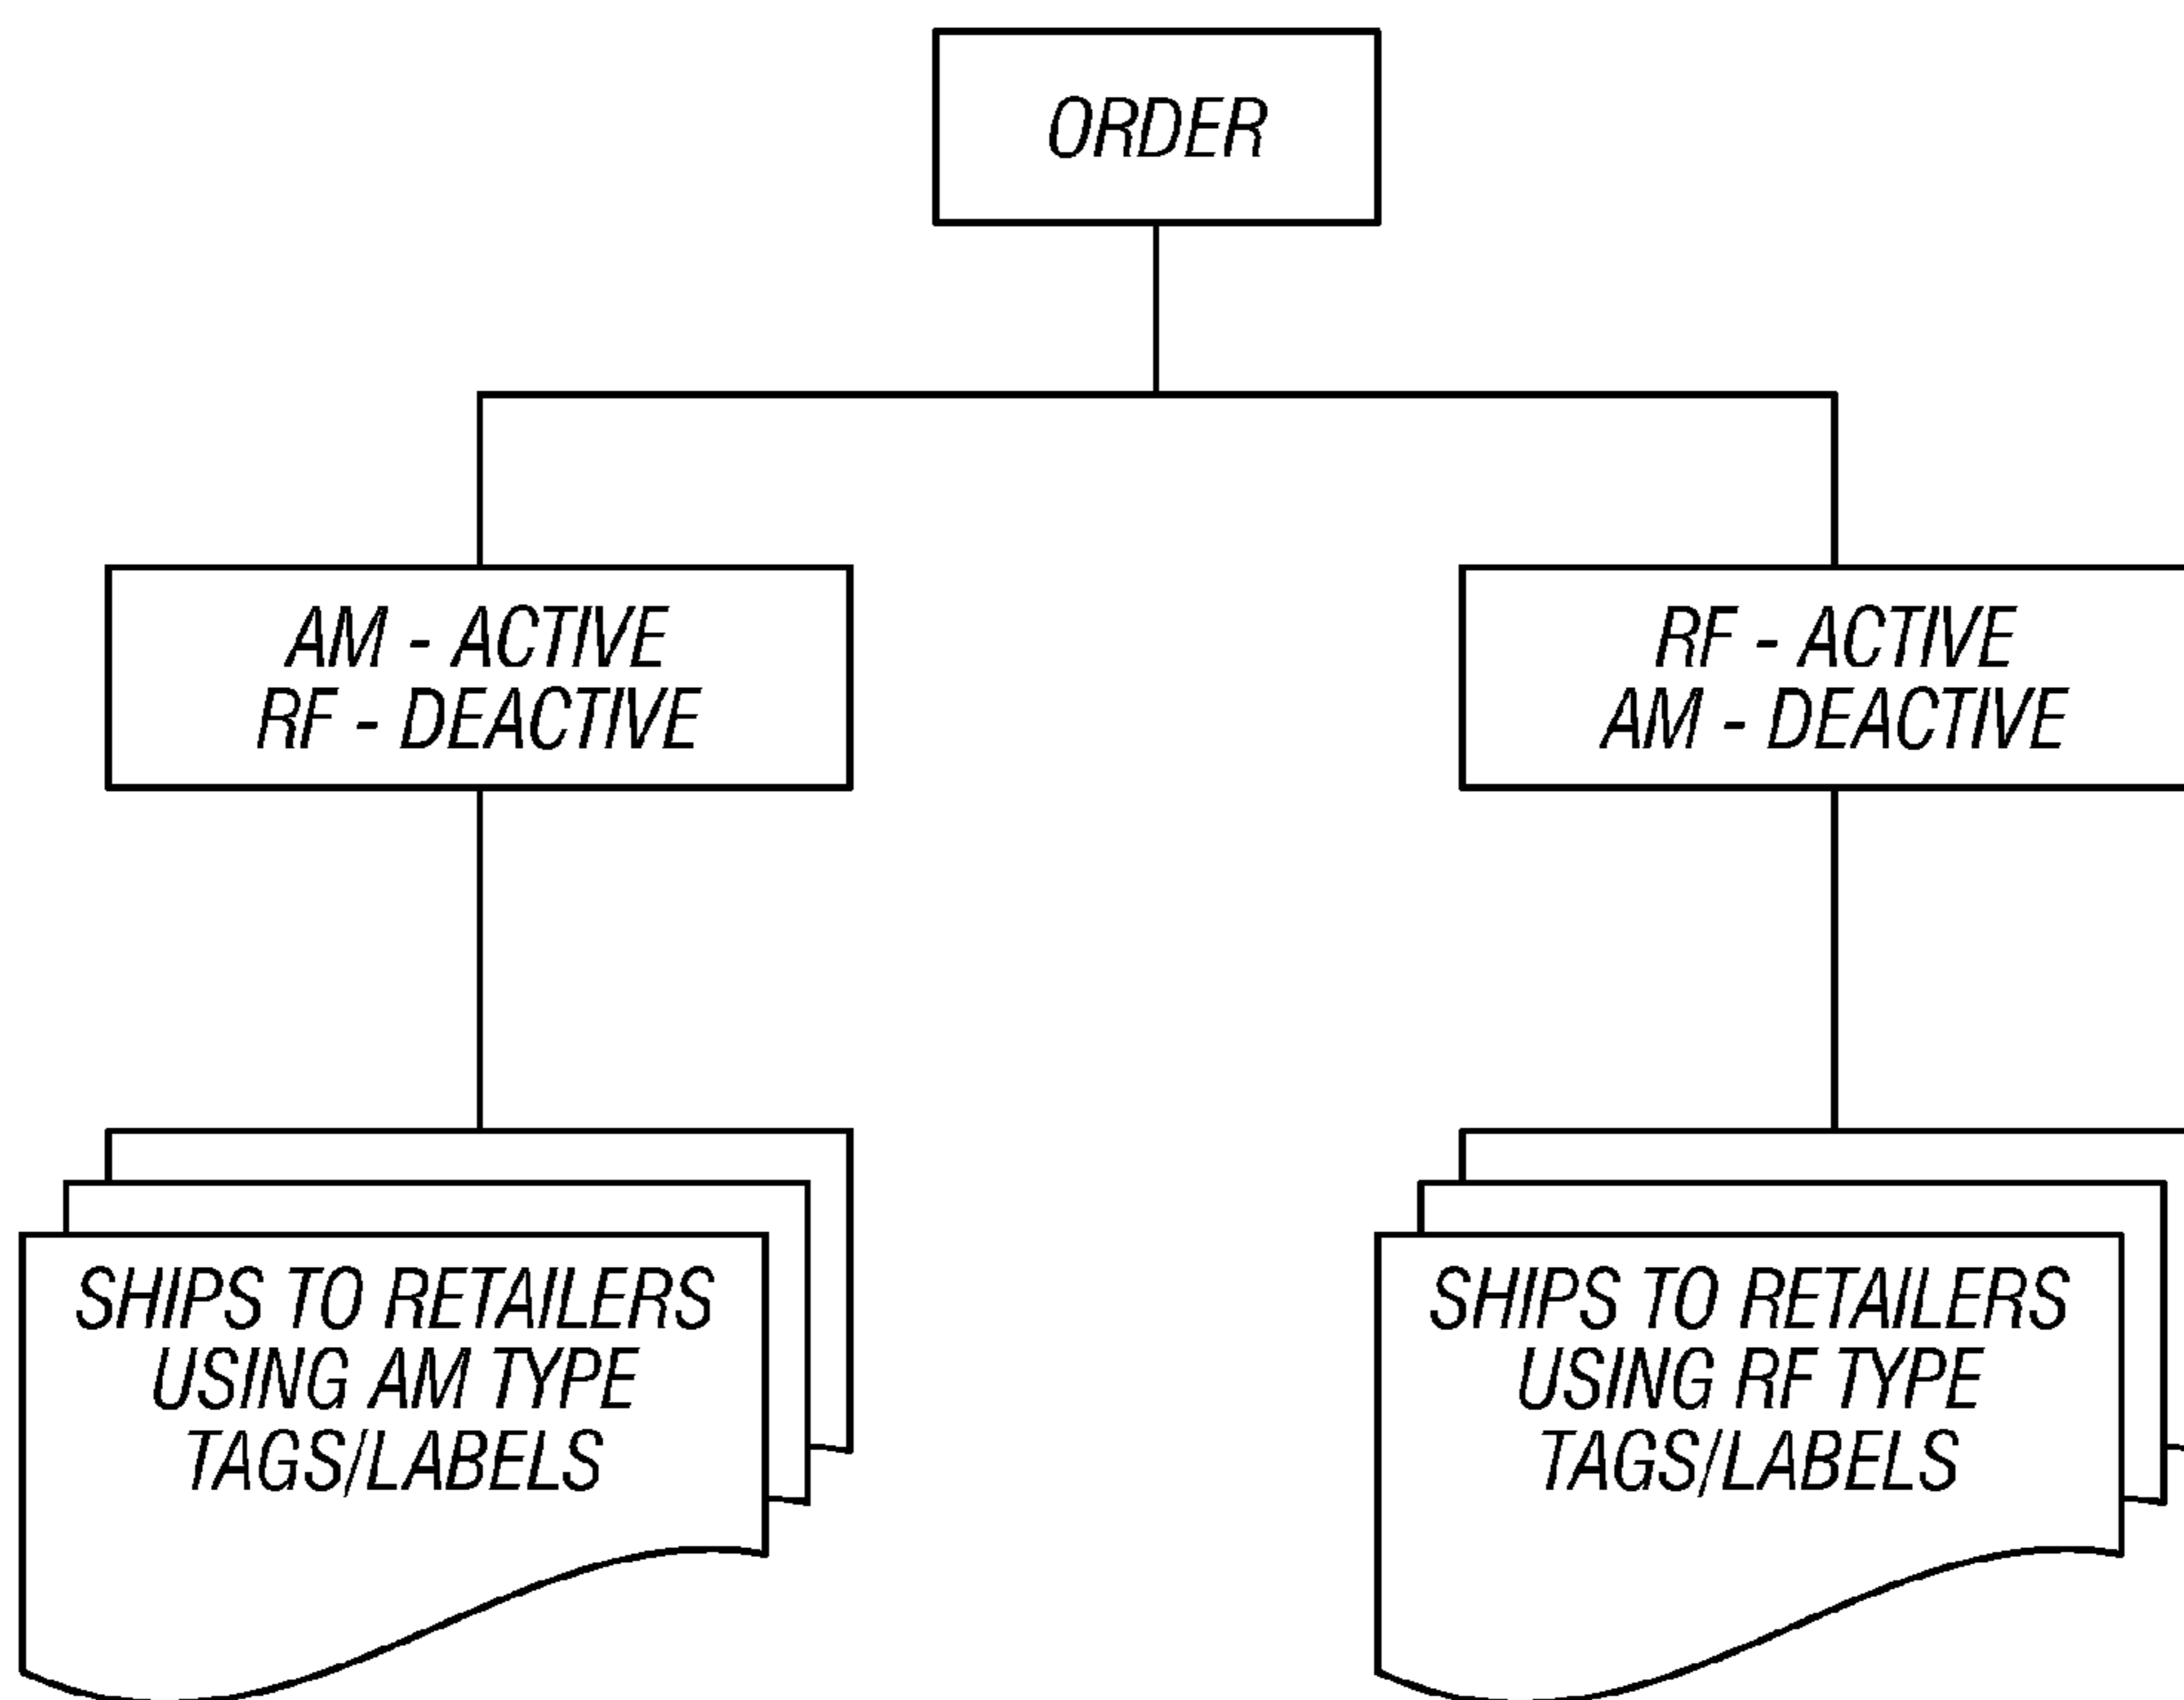 ORDER
AM - ACTIVE
RF - DEACTIVE
RF - ACTIVE
AM - DEACTIVE
SHIPS TO RETAILERS
USING AM TYPE
TAGS/LABELS
SHIPS TO RETAILERS
USING RF TYPE
TAGS/LABELS